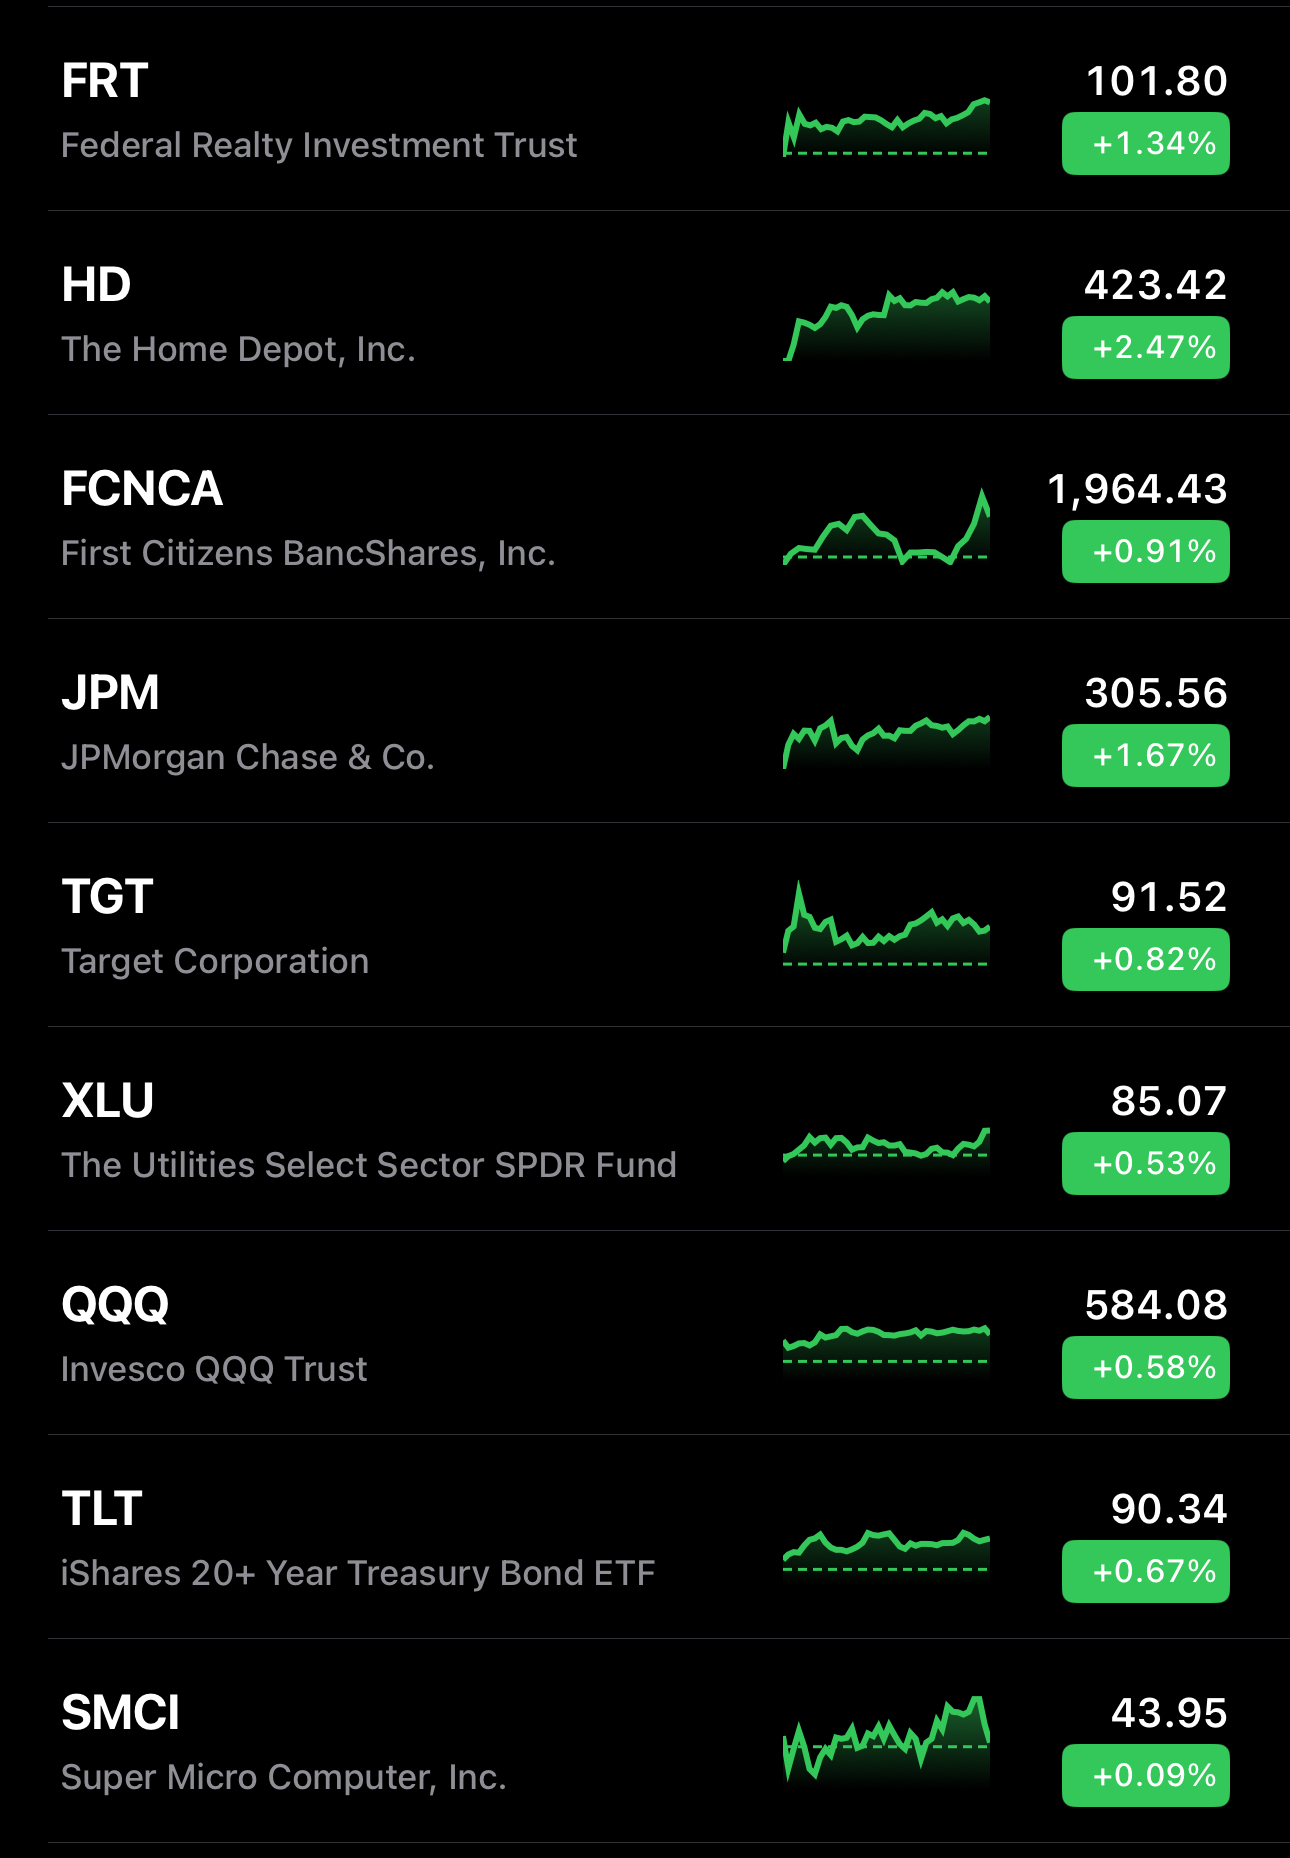 FRT
101.80
Federal Realty Investment Trust
+1.34%
HD
423.42
The Home Depot, Inc.
+2.47%
FCNCA
1,964.43
First Citizens BancShares, Inc.
+0.91%
JPM
305.56
JPMorgan Chase & Co.
+1.67%
TGT
91.52
Target Corporation
+0.82%
XLU
85.07
The Utilities Select Sector SPDR Fund
+0.53%
QQQ
584.08
Invesco QQQ Trust
+0.58%
TLT
90.34
iShares 20+ Year Treasury Bond ETF
+0.67%
SMCI
43.95
Super Micro Computer, Inc.
+0.09%